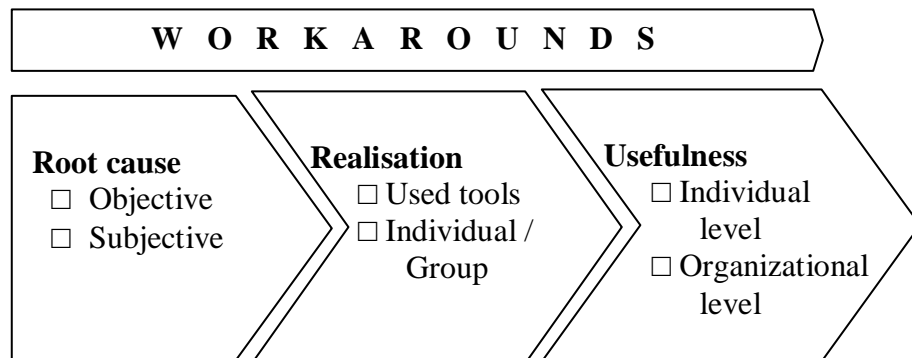 W O R K A R O U N D S
Root cause
□ Objective
□ Subjective
Realisation
□ Used tools
□ Individual /
Group
Usefulness
□ Individual
level
□ Organizational
level